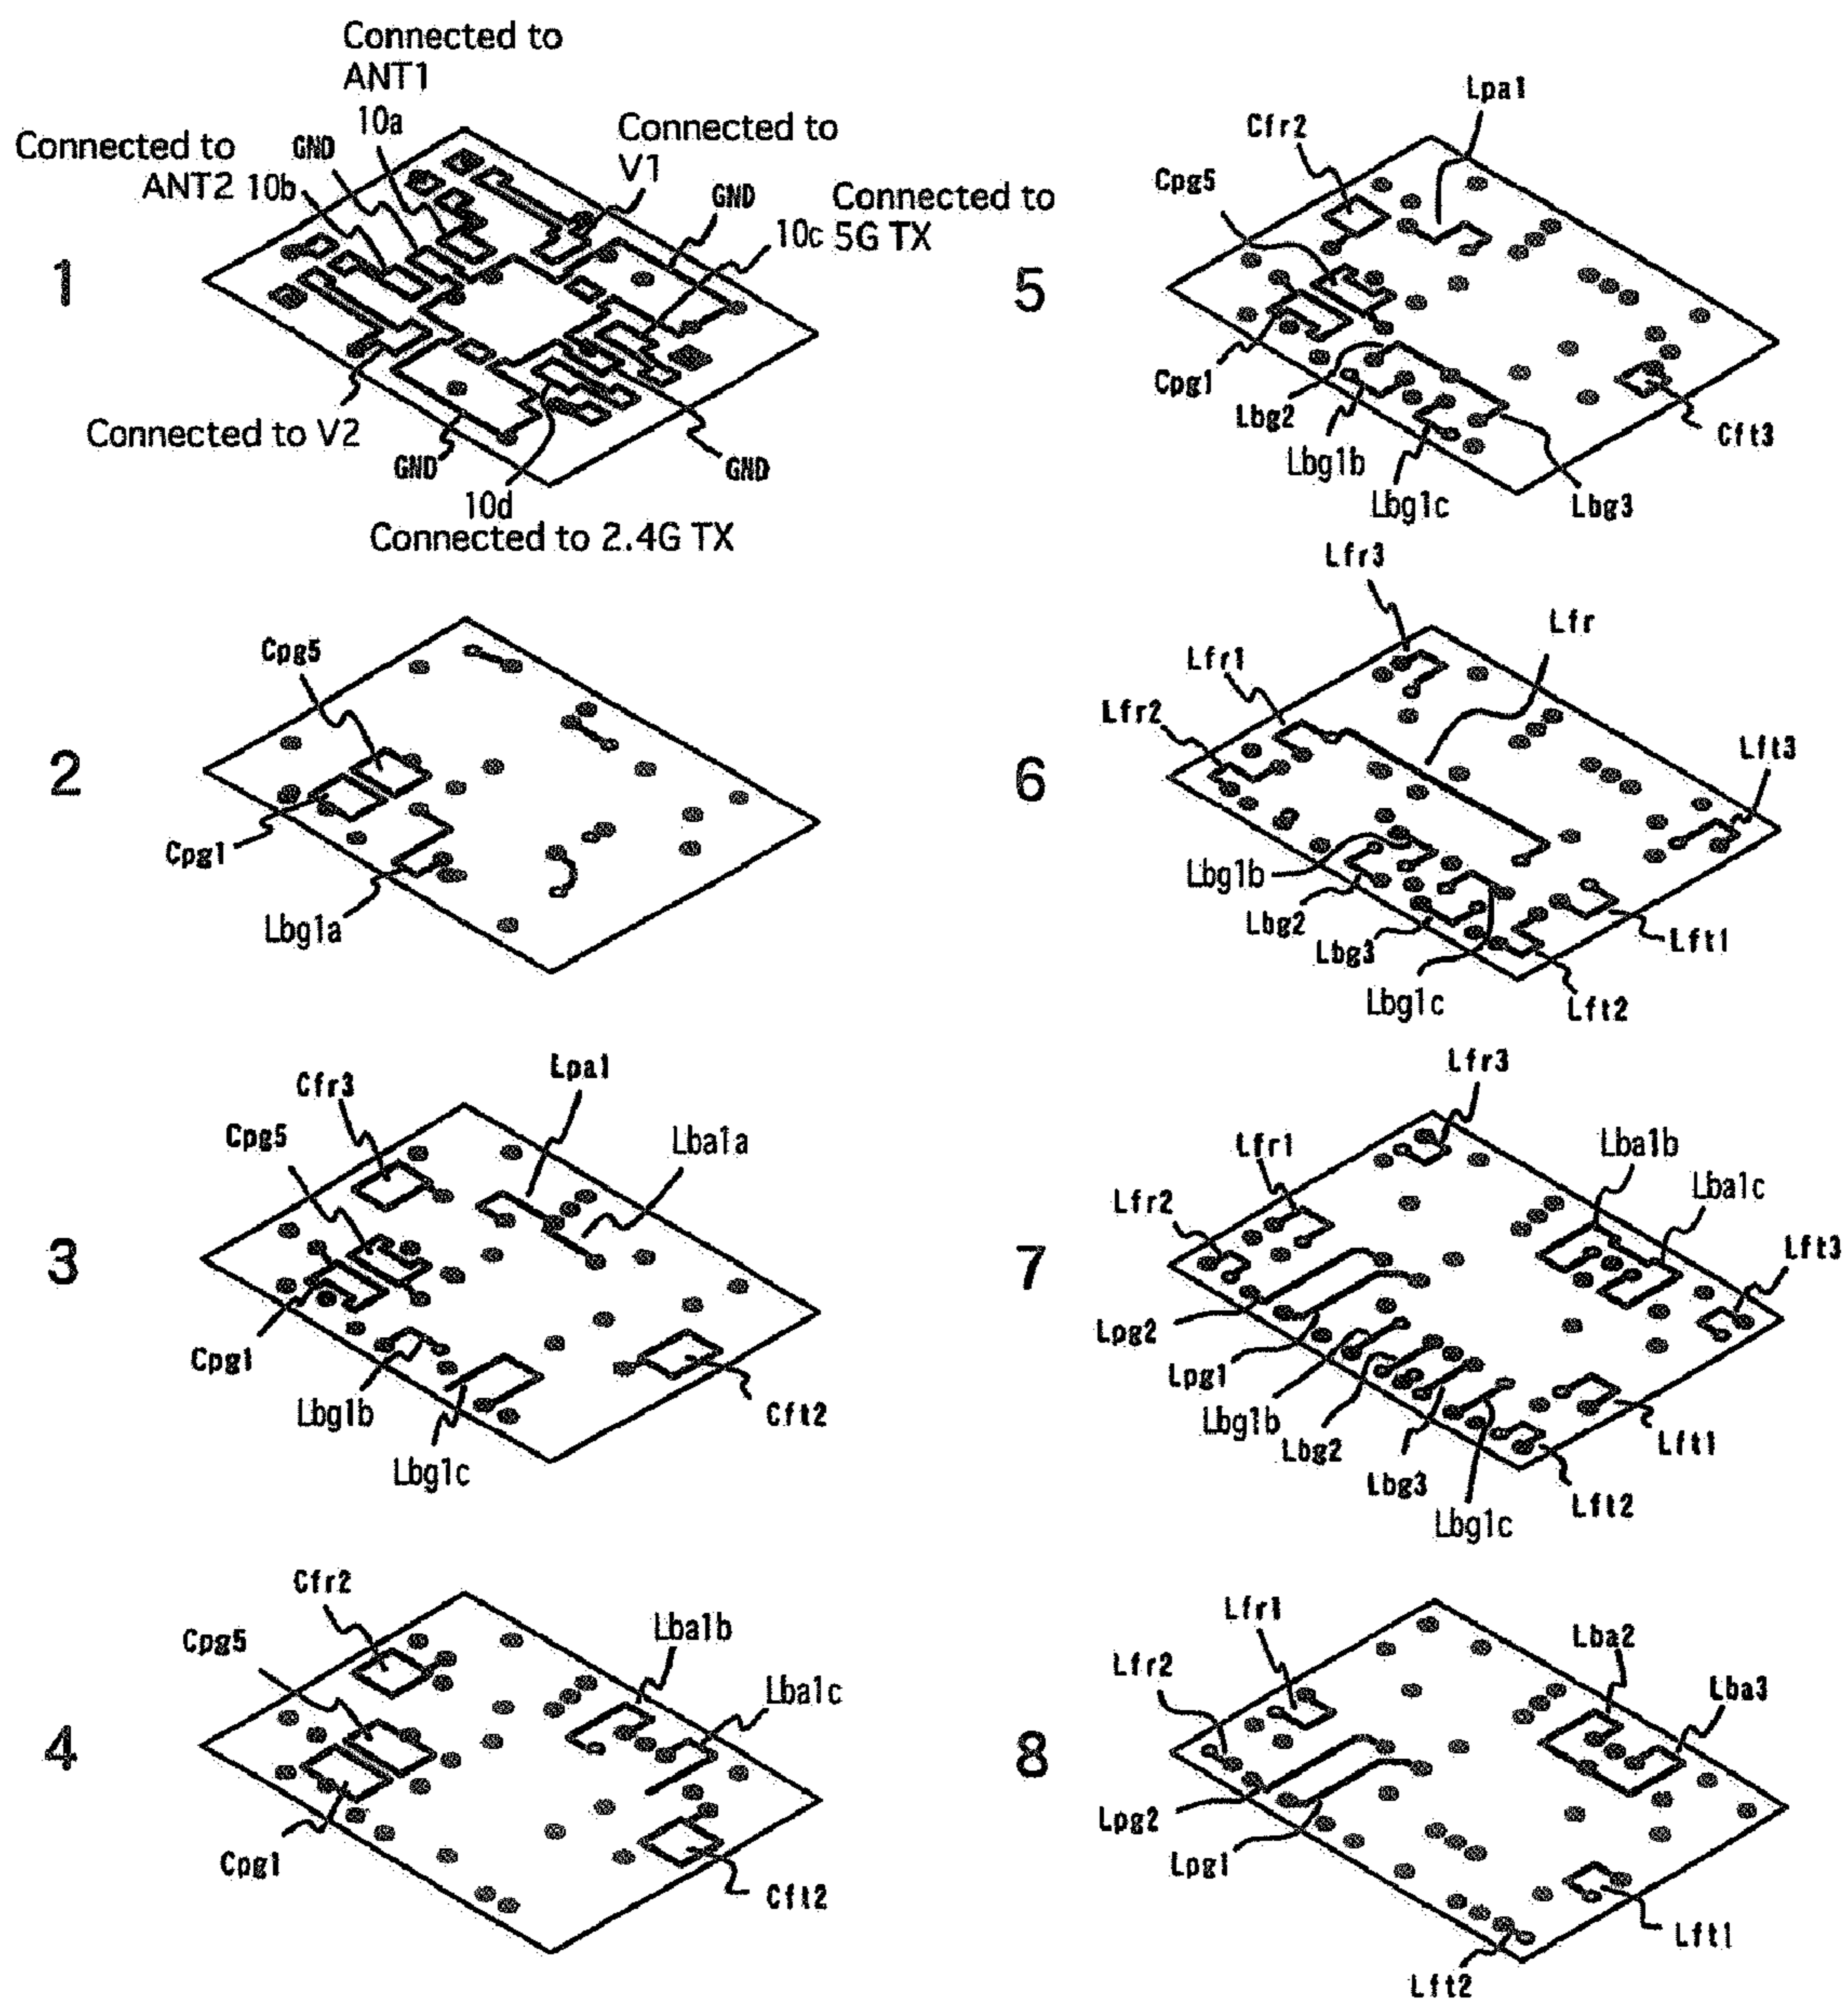 Connected to
ANT1
10a
Connected to
ANT2 10b
GND
Connected to
V1
GND
10c
Connected to
5G TX
1
Connected to V2
GND
10d
GND
Connected to 2.4G TX
Cpg5
2
Cpg1
Lbg1a
Cfr3
Lpa1
Cpg5
Lba1a
3
Cpg1
Lbg1b
Lbg1c
Cft2
Cfr2
Cpg5
Lba1b
Lba1c
4
Cpg1
Cft2
Lpa1
Cfr2
Cpg5
5
Cpg1
Lbg2
Lbg1b
Lbg1c
Lbg3
Cft3
Lfr3
Lfr
Lfr1
Lfr2
Lft3
6
Lbg1b
Lbg2
Lbg3
Lbg1c
Lft1
Lft2
Lfr3
Lfr1
Lba1b
Lfr2
Lba1c
Lft3
7
Lpg2
Lpg1
Lbg1b
Lbg2
Lbg3
Lbg1c
Lft1
Lft2
Lfr1
Lba2
Lfr2
Lba3
8
Lpg2
Lpg1
Lft1
Lft2